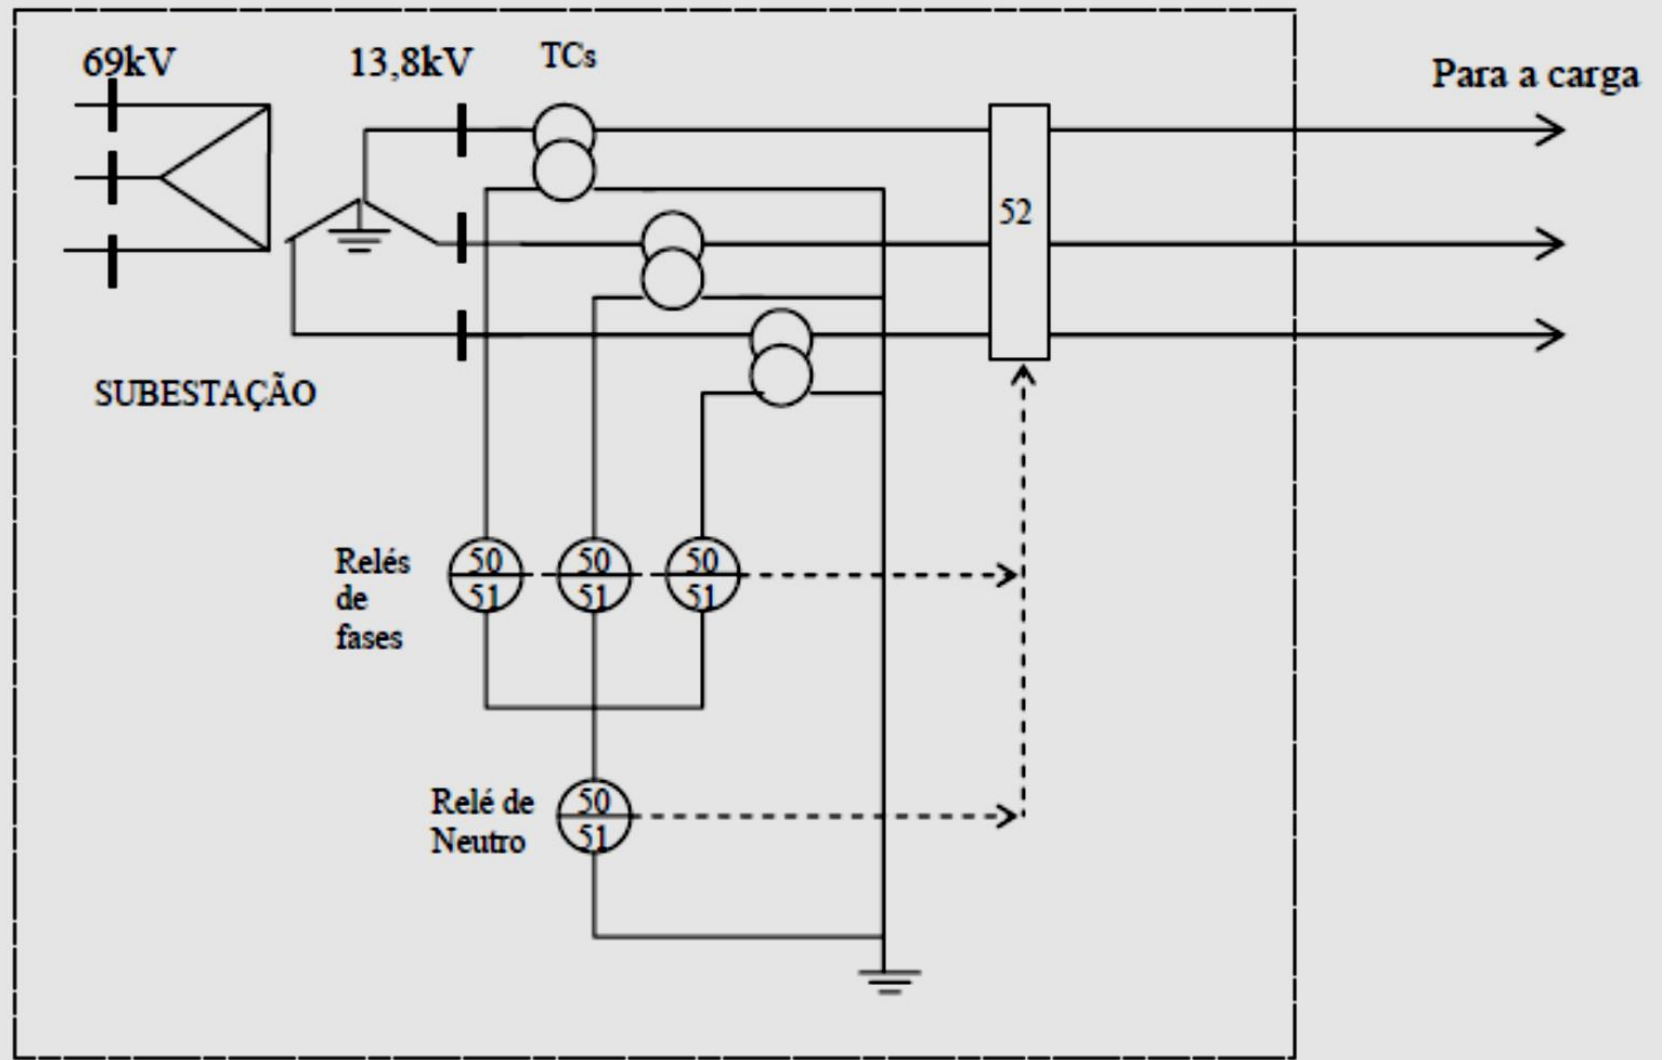 69kV
13,8kV
TCs
Para a carga
52
SUBESTAÇÃO
Relés
de
fases
50
51
50
51
50
51
Relé de
Neutro
50
51